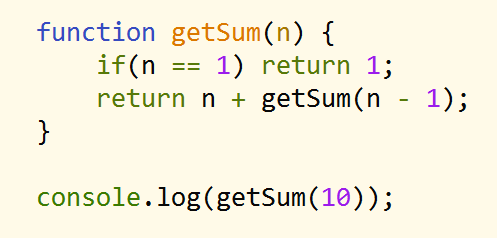 function getSum(n) {
    if(n == 1) return 1;
    return n + getSum(n - 1);
}

console.log(getSum(10));